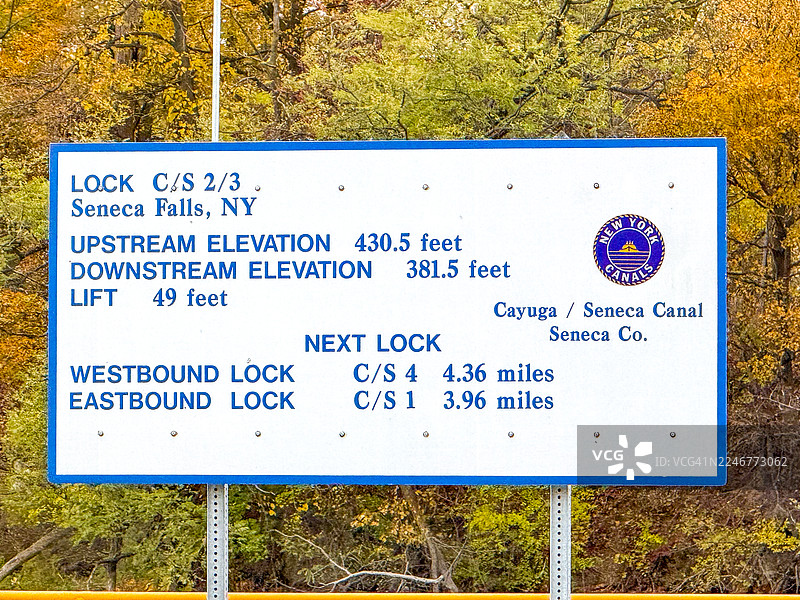 LOCK C/S 2/3
Seneca Falls, NY
UPSTREAM ELEVATION 430.5 feet
DOWNSTREAM ELEVATION 381.5 feet
LIFT 49 feet
NEW YORK
CANALS
Cayuga / Seneca Canal
Seneca Co.
NEXT LOCK
WESTBOUND LOCK C/S 4 4.36 miles
EASTBOUND LOCK C/S 1 3.96 miles
VCG
ID: VCG41N2246773062